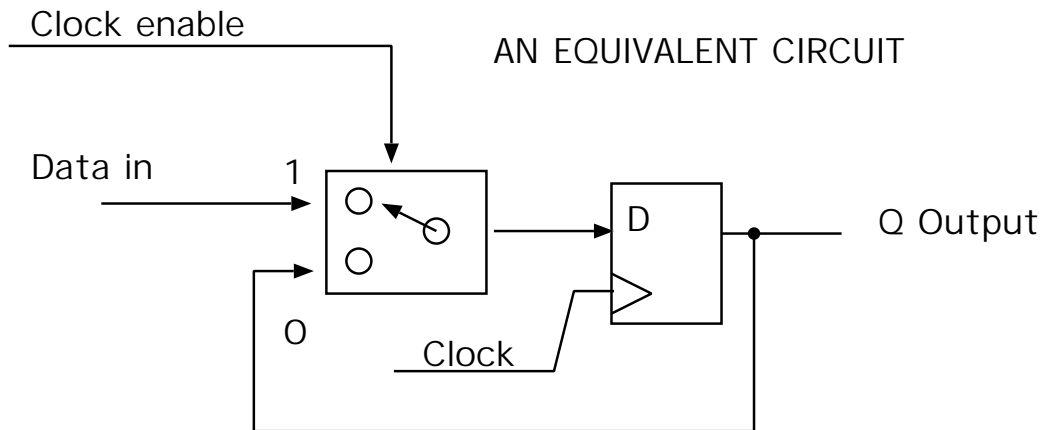 Clock enable
AN EQUIVALENT CIRCUIT
Data in
1
D
Q Output
0
Clock